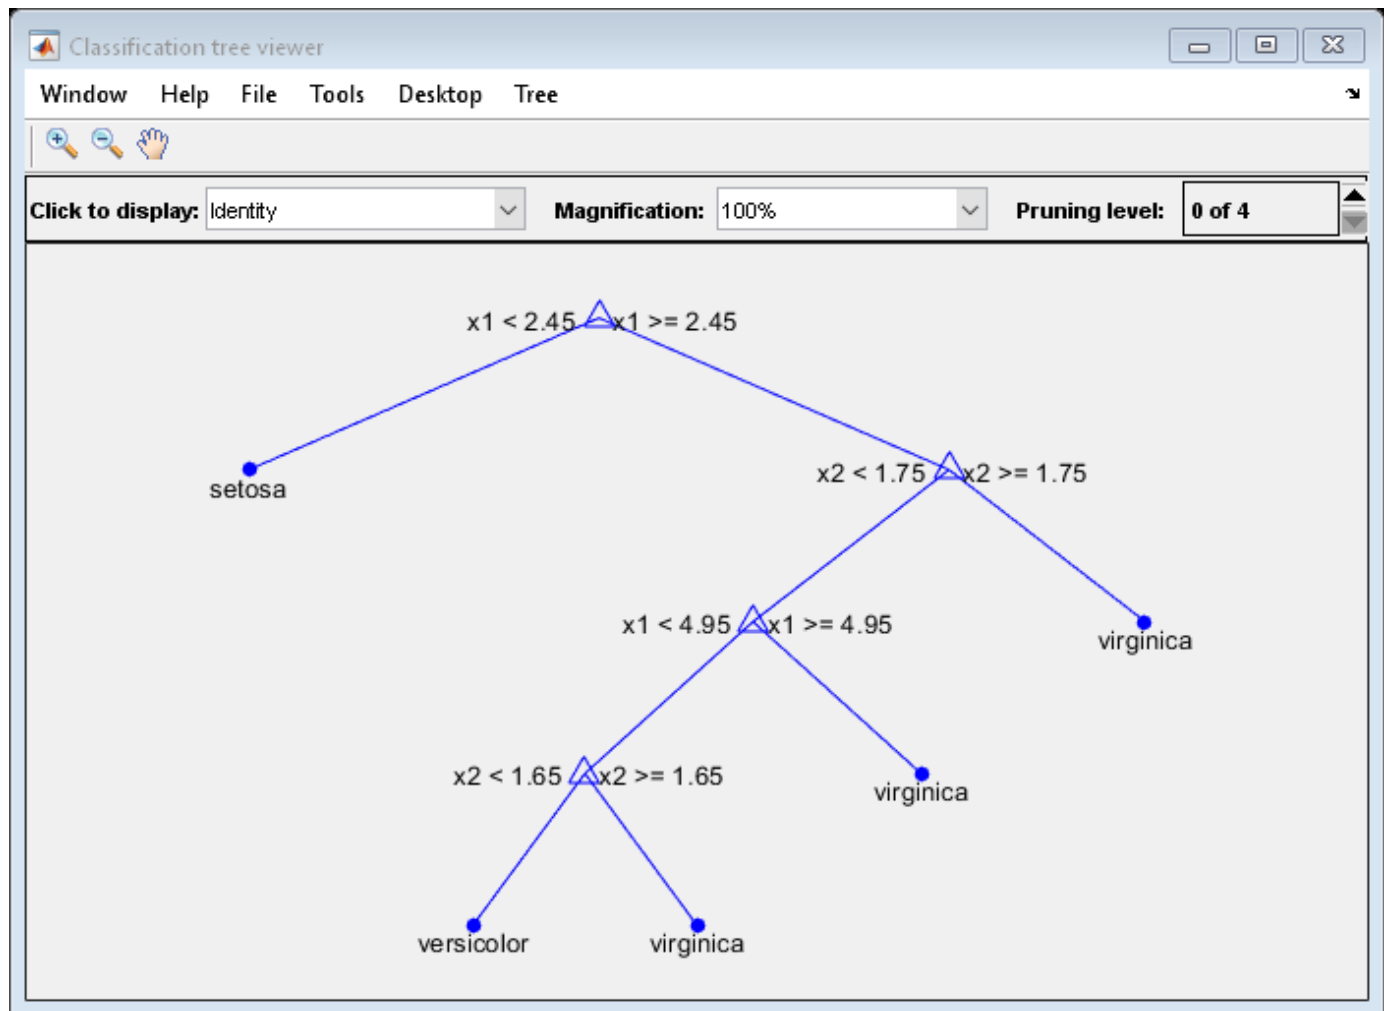 Classification tree viewer
Window Help File Tools Desktop Tree
Click to display: Identity Magnification: 100% Pruning level: 0 of 4
x1 < 2.45 x1 >= 2.45
x2 < 1.75 x2 >= 1.75
setosa
x1 < 4.95 x1 >= 4.95
virginica
x2 < 1.65 x2 >= 1.65
virginica
versicolor virginica